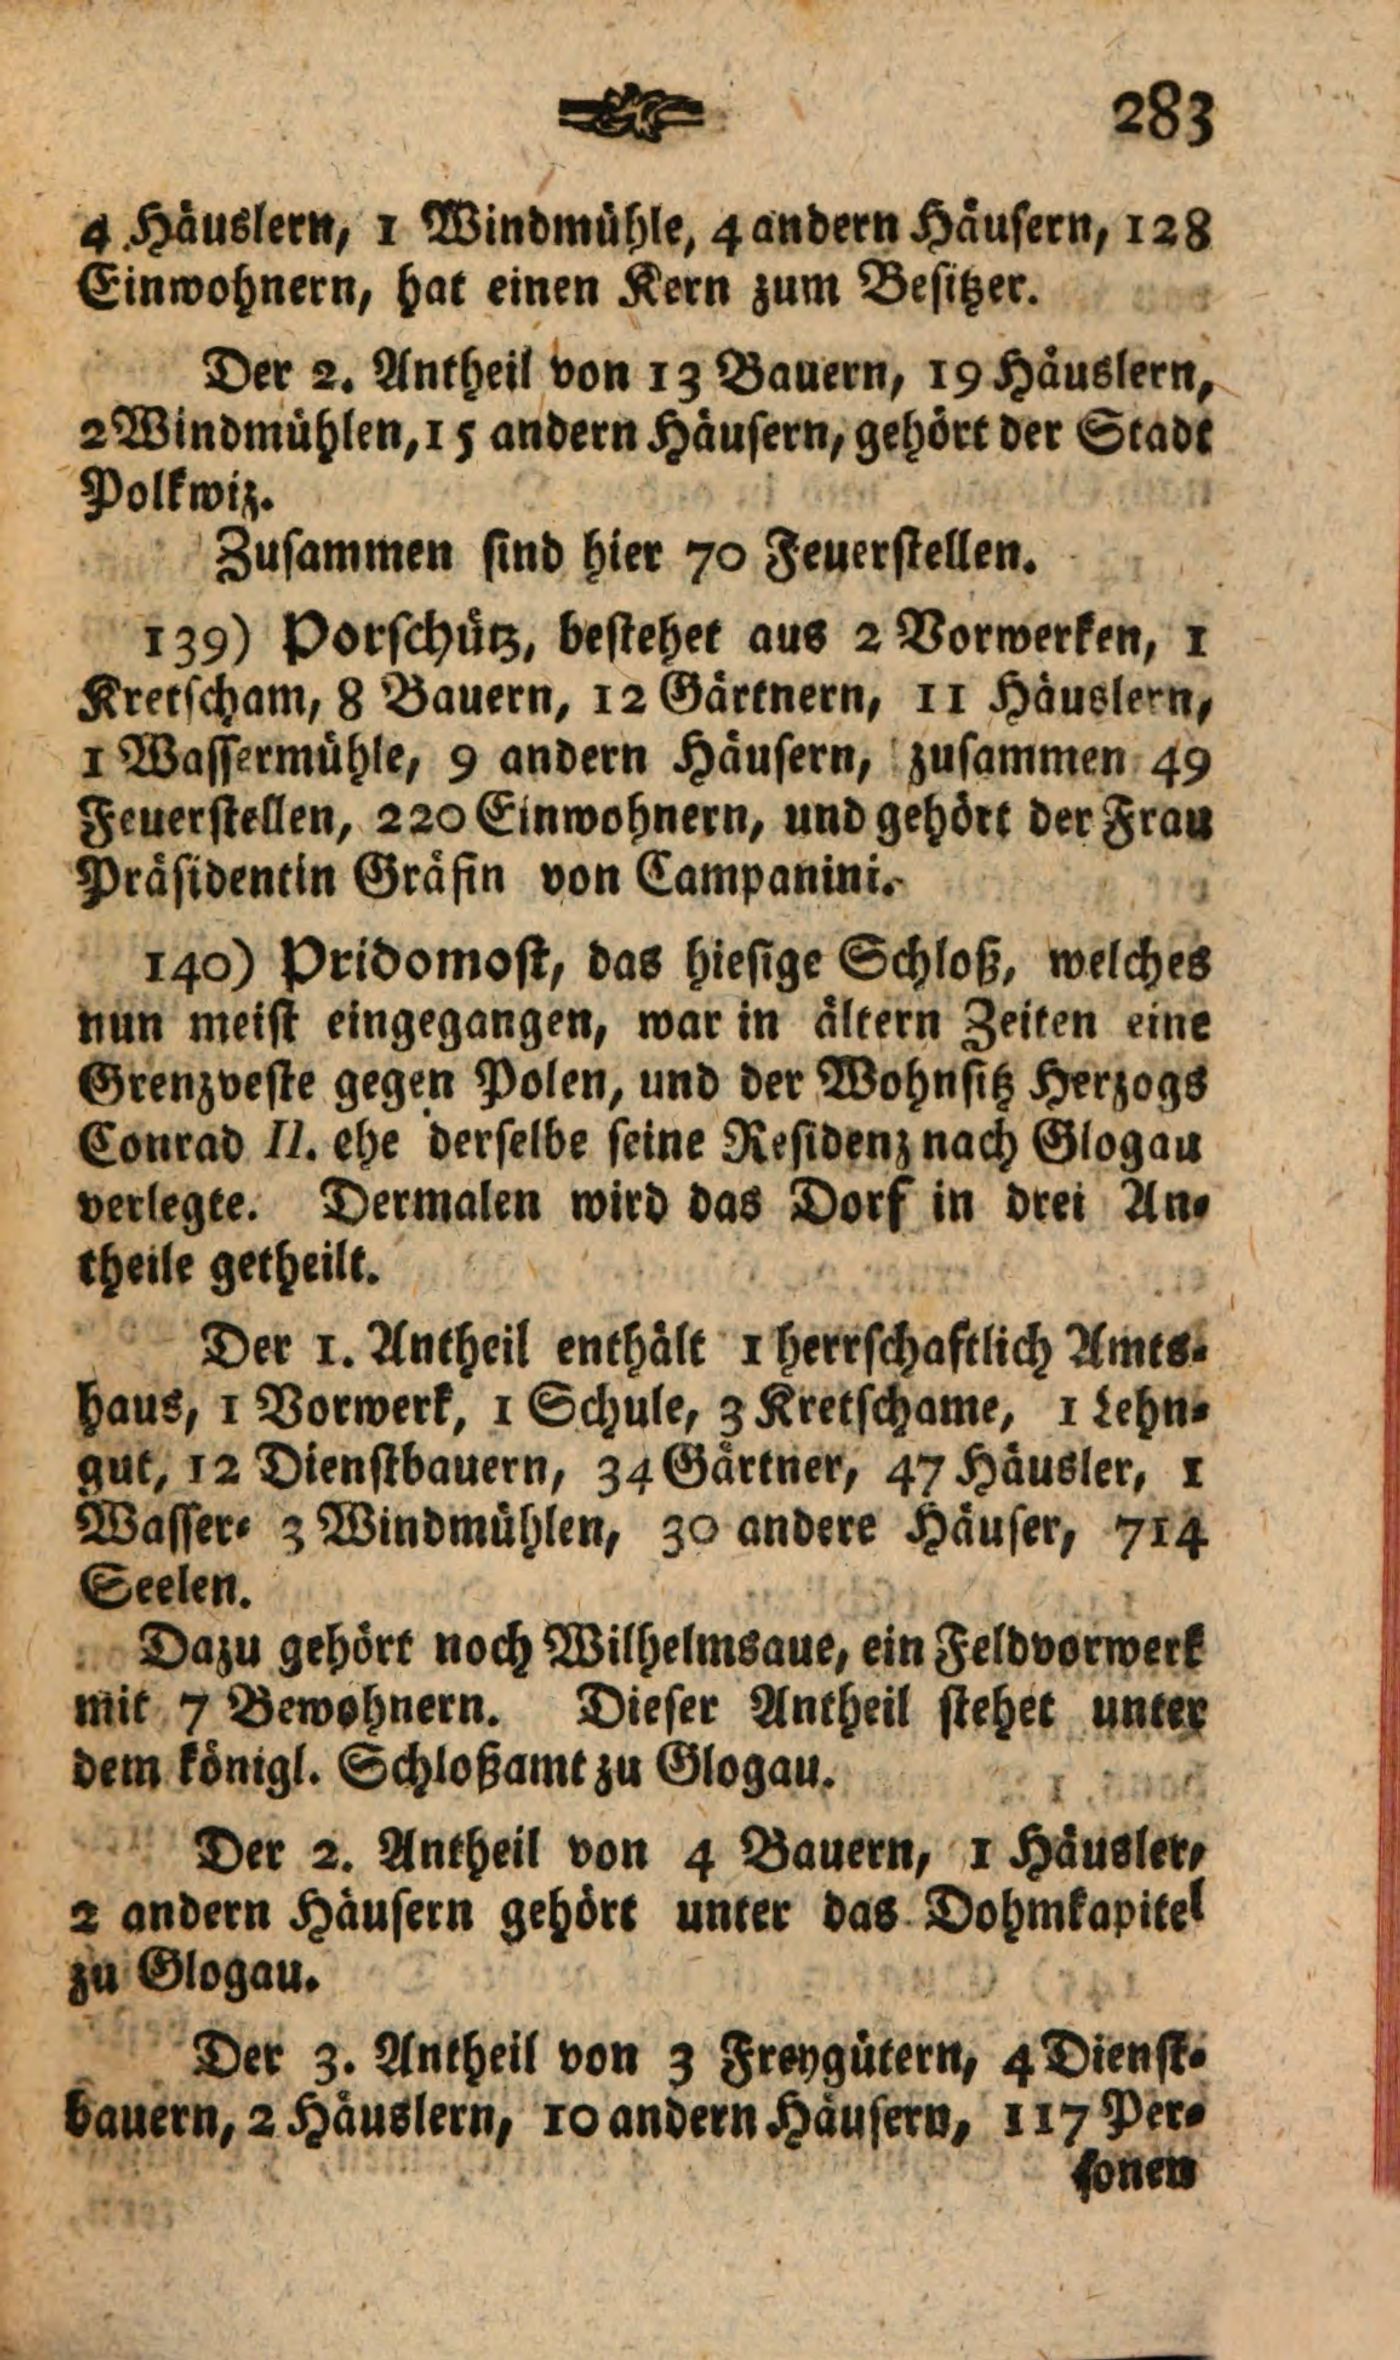 283
4 Häuslern, 1 Windmühle, 4 andern Häusern, 128
Einwohnern, hat einen Kern zum Besitzer.
Der 2. Antheil von 13 Bauern, 19 Häuslern,
2 Windmühlen, 15 andern Häusern, gehört der Stadt
Polkwiz.
Zusammen sind hier 70 Feuerstellen.
139) Porschütz, bestehet aus 2 Vorwerken, 1
Kretscham, 8 Bauern, 12 Gärtnern, 11 Häuslern,
1 Wassermühle, 9 andern Häusern, zusammen 49
Feuerstellen, 220 Einwohnern, und gehört der Frau
Präsidentin Gräfin von Campanini.
140) Pridomost, das hiesige Schloß, welches
nun meist eingegangen, war in ältern Zeiten eine
Grenzveste gegen Polen, und der Wohnsitz Herzogs
Conrad II. ehe derselbe seine Residenz nach Glogau
verlegte. Dermalen wird das Dorf in drei An-
theile getheilt.
Der 1. Antheil enthält 1 herrschaftlich Amts-
haus, 1 Vorwerk, 1 Schule, 3 Kretschame, 1 Lehn-
gut, 12 Dienstbauern, 34 Gärtner, 47 Häusler, 1
Wasser- 3 Windmühlen, 30 andere Häuser, 714
Seelen.
Dazu gehört noch Wilhelmsaue, ein Feldvorwerk
mit 7 Bewohnern. Dieser Antheil stehet unter
dem königl. Schloßamt zu Glogau.
Der 2. Antheil von 4 Bauern, 1 Häusler,
2 andern Häusern gehört unter das Dohmkapitel
zu Glogau.
Der 3. Antheil von 3 Freygütern, 4 Dienst-
bauern, 2 Häuslern, 10 andern Häusern, 117 Per-
sonen